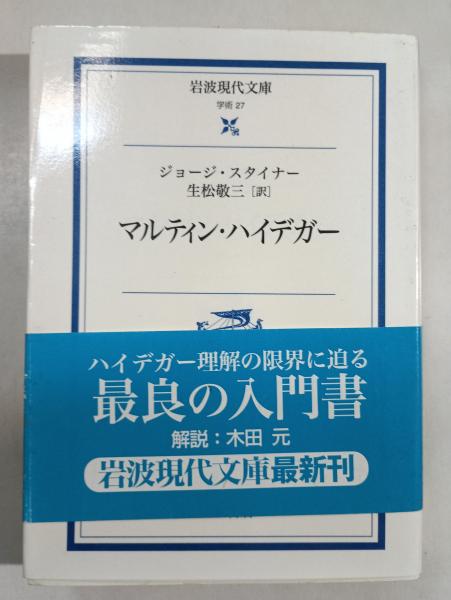 岩波現代文庫
学術 27
ジョージ・スタイナー
生松敬三［訳］
マルティン・ハイデガー
ハイデガー理解の限界に迫る
最良の入門書
解説：木田 元
岩波現代文庫最新刊